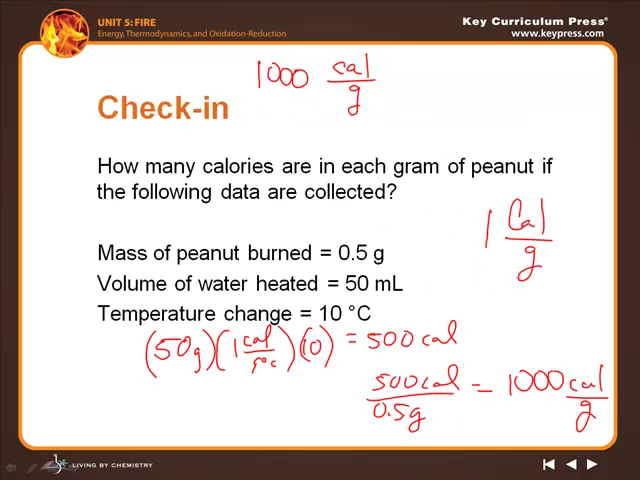 UNIT 5: FIRE
Energy, Thermodynamics, and Oxidation-Reduction
Key Curriculum Press®
www.keypress.com
1000 cal/g
Check-in
How many calories are in each gram of peanut if
the following data are collected?
1 Cal/g
Mass of peanut burned = 0.5 g
Volume of water heated = 50 mL
Temperature change = 10 °C
(50g)(1 cal/g°C)(10) = 500 cal
500 cal/0.5g = 1000 cal/g
LIVING BY CHEMISTRY